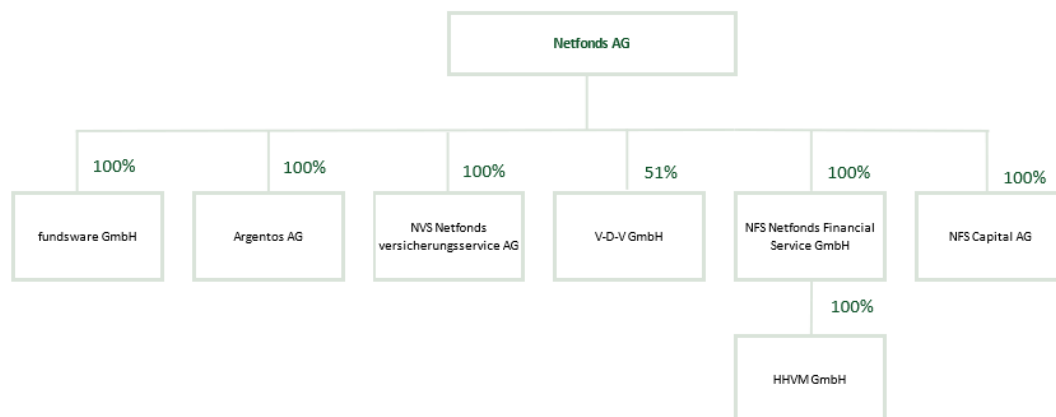 Netfonds AG
100%
100%
100%
51%
100%
100%
fundsware GmbH
Argentos AG
NVS Netfonds
versicherungsservice AG
V-D-V GmbH
NFS Netfonds Financial
Service GmbH
NFS Capital AG
100%
HHVM GmbH